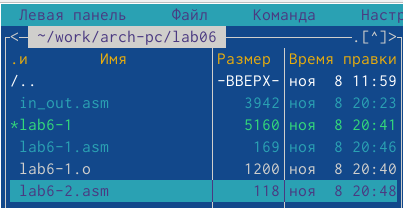 Левая панель Файл Команда Настр
<— ~/work/arch-pc/lab06 .[^]>
.и Имя Размер Время правки
/.. -ВВЕРХ- ноя 8 11:59
in_out.asm 3942 ноя 8 20:23
*lab6-1 5160 ноя 8 20:41
lab6-1.asm 169 ноя 8 20:46
lab6-1.o 1200 ноя 8 20:40
lab6-2.asm 118 ноя 8 20:48